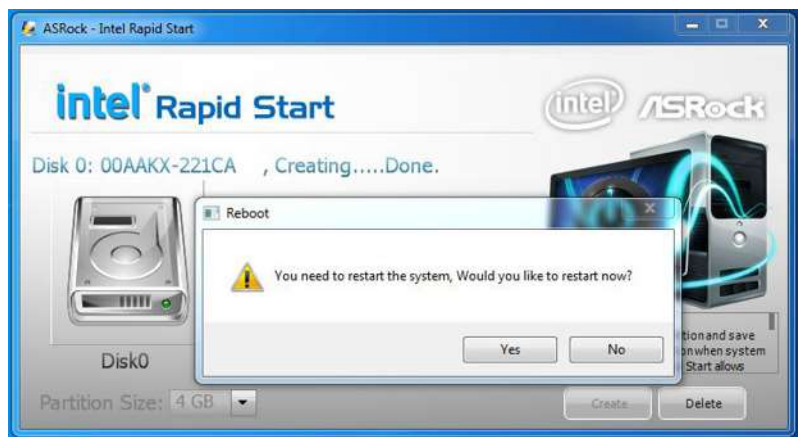 ASRock - Intel Rapid Start
intel® Rapid Start
intel ASRock
Disk 0: 00AAKX-221CA , Creating.....Done.
Reboot
You need to restart the system, Would you like to restart now?
Yes No
tion and save
on when system
Start allows
Disk0
Partition Size: 4 GB
Create Delete